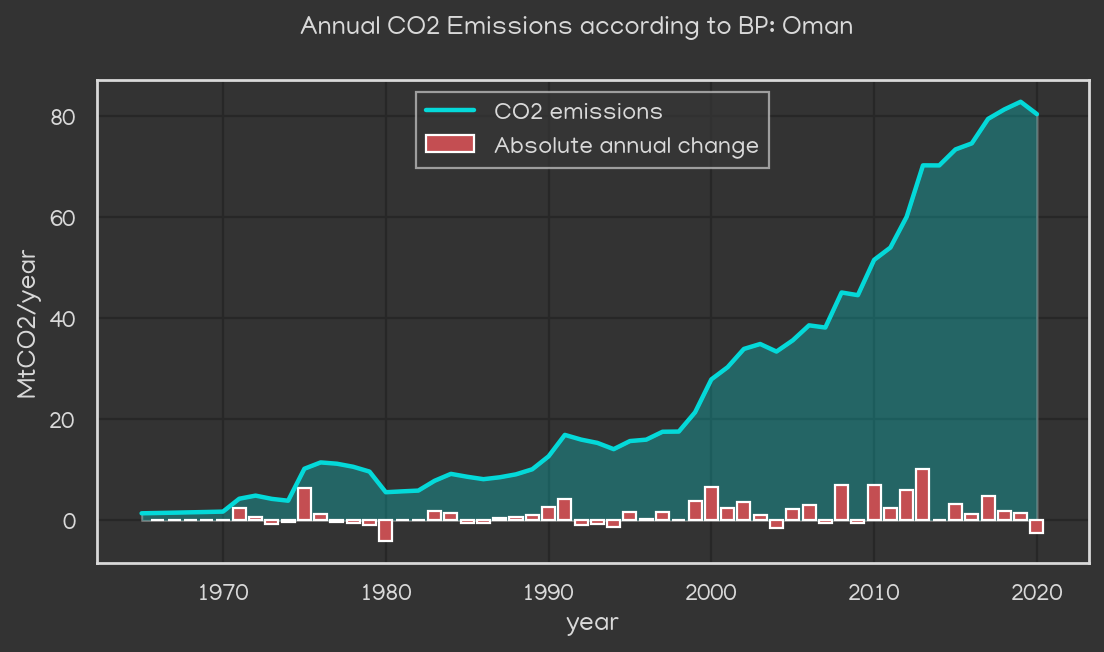 Annual CO2 Emissions according to BP: Oman
CO2 emissions
Absolute annual change
MtCO2/year
80
60
40
20
0
1970 1980 1990 2000 2010 2020
year